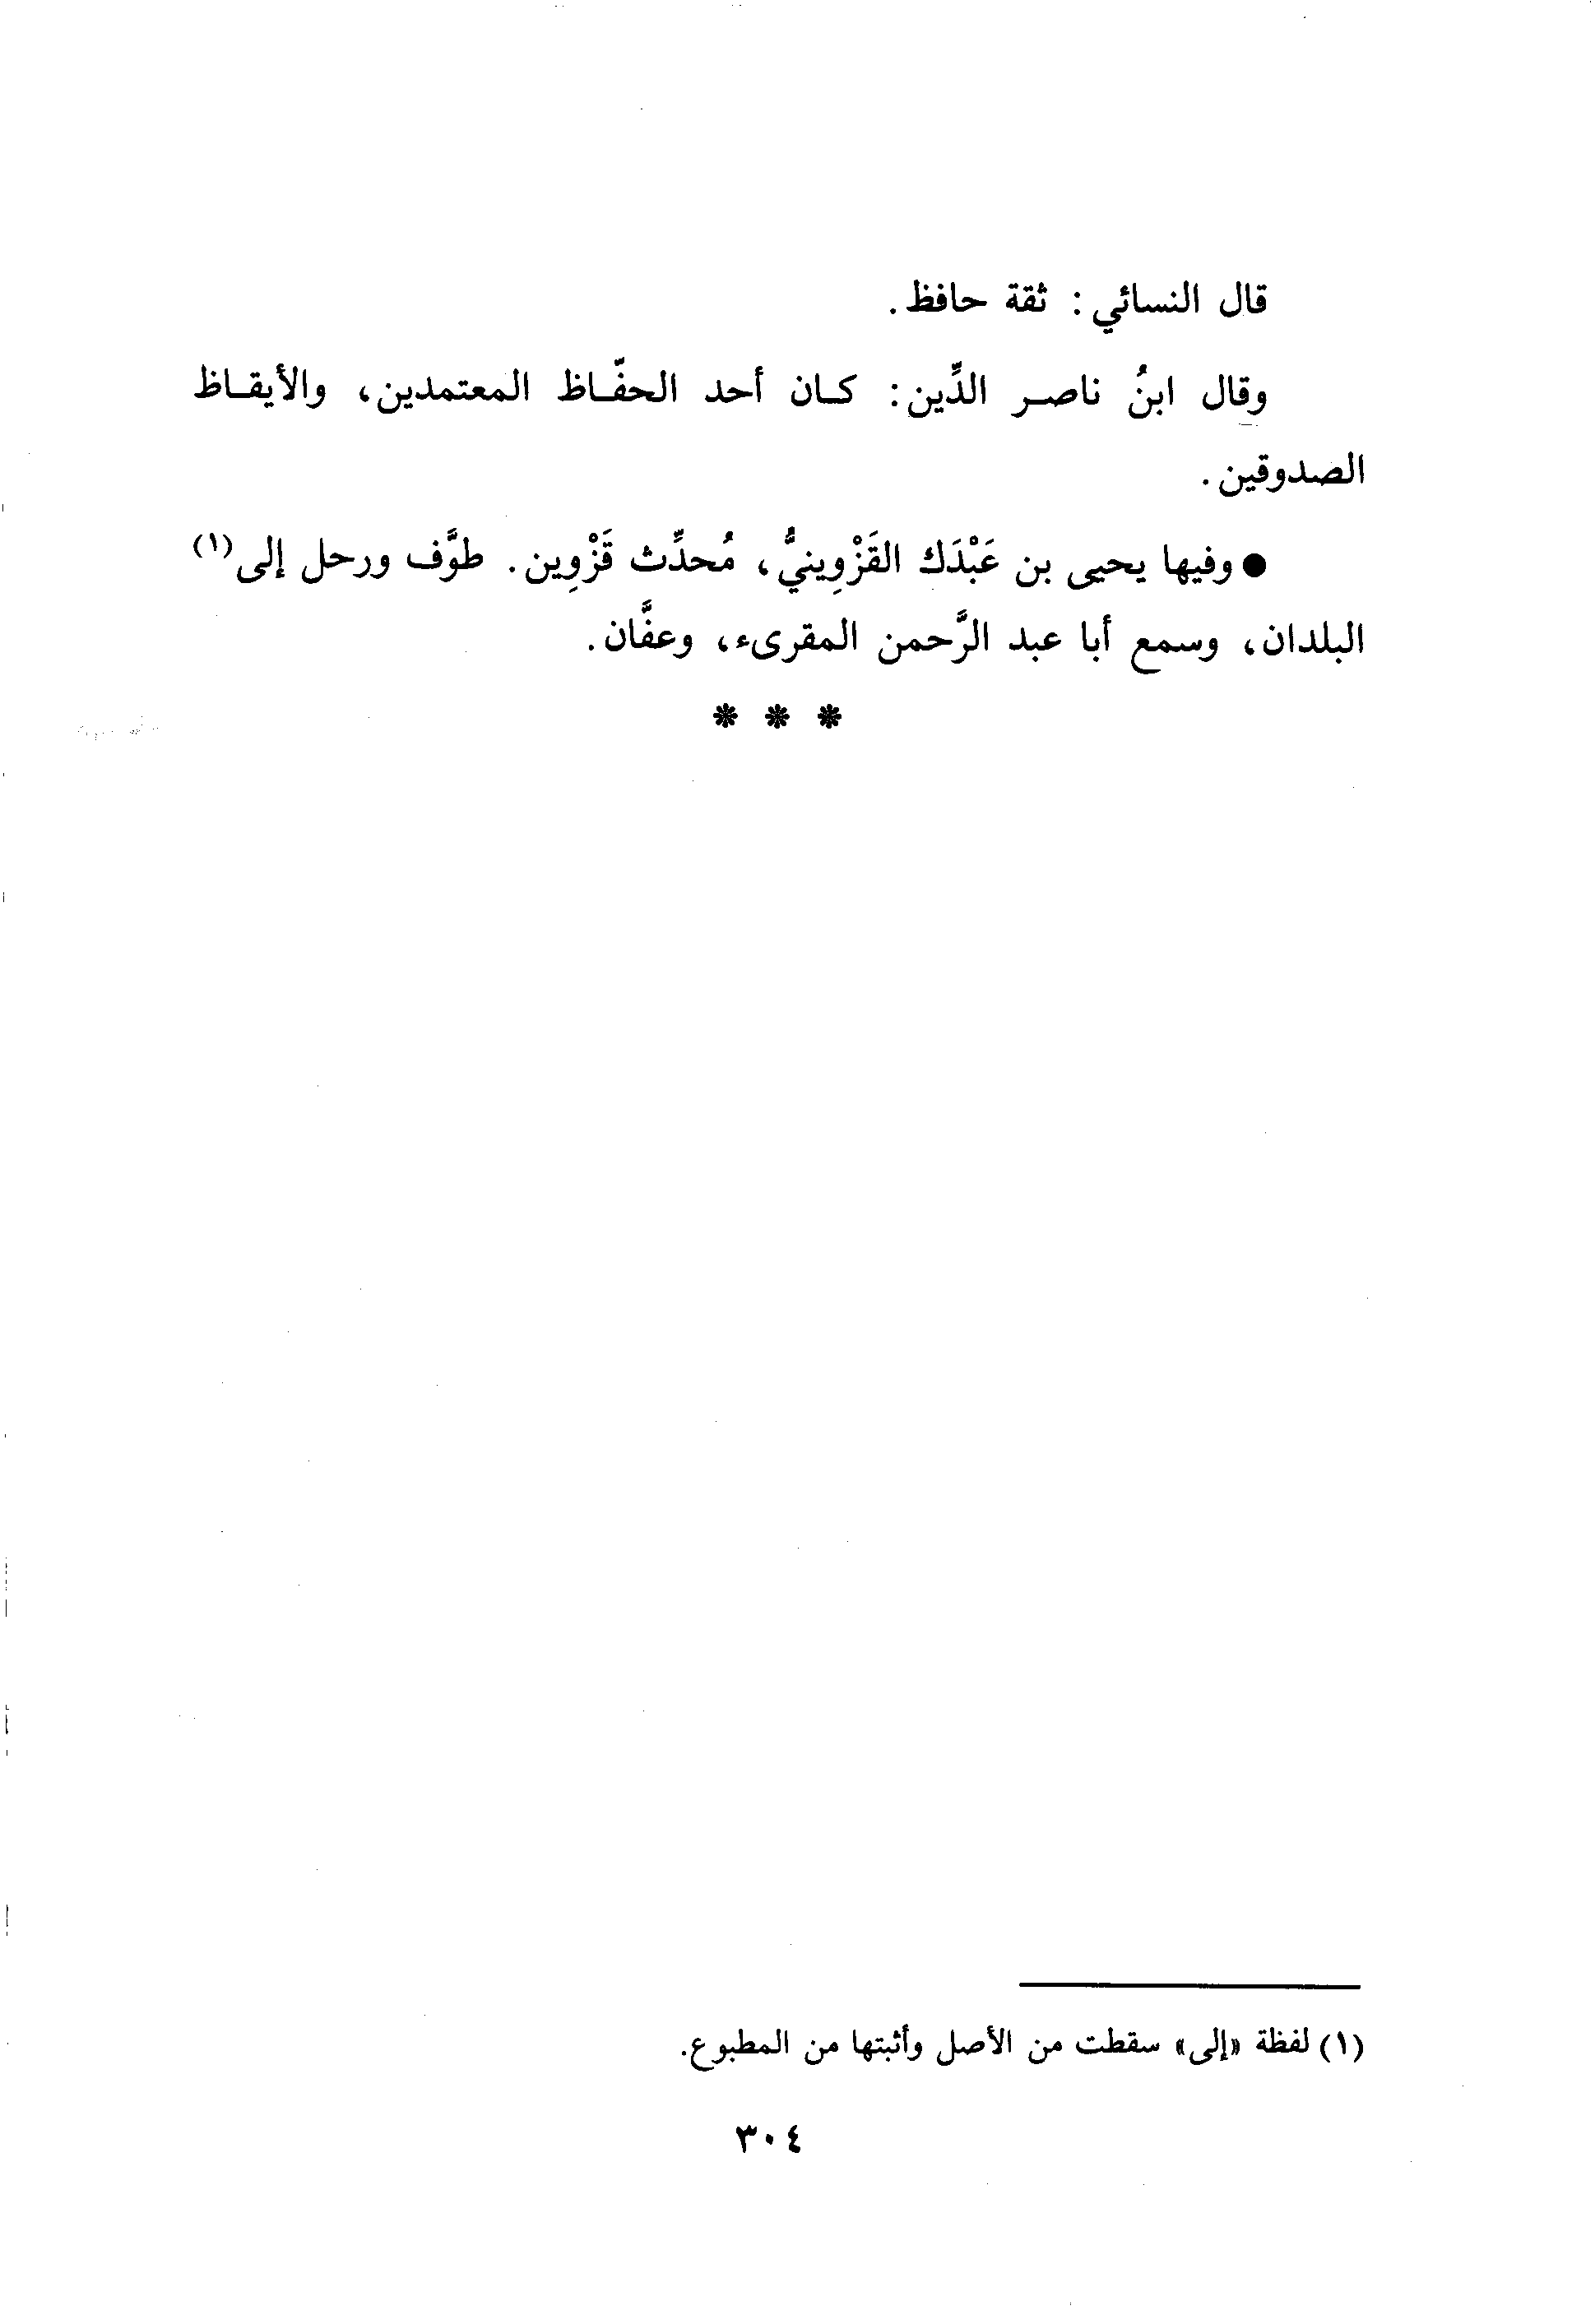 قال النسائي: ثقة حافظ.
وقال ابنُ ناصر الدِّين: كان أحد الحفَّاظ المعتمدين، والأيقاظ
الصدوقين.
● وفيها يحيى بن عَبْدَك القَزْوِينيُّ، مُحدِّث قَزْوِين. طوَّف ورحل إلى (١)
البلدان، وسمع أبا عبد الرَّحمن المقرىء، وعفَّان.
* * *
(١) لفظة «إلى» سقطت من الأصل وأثبتها من المطبوع.
٣٠٤